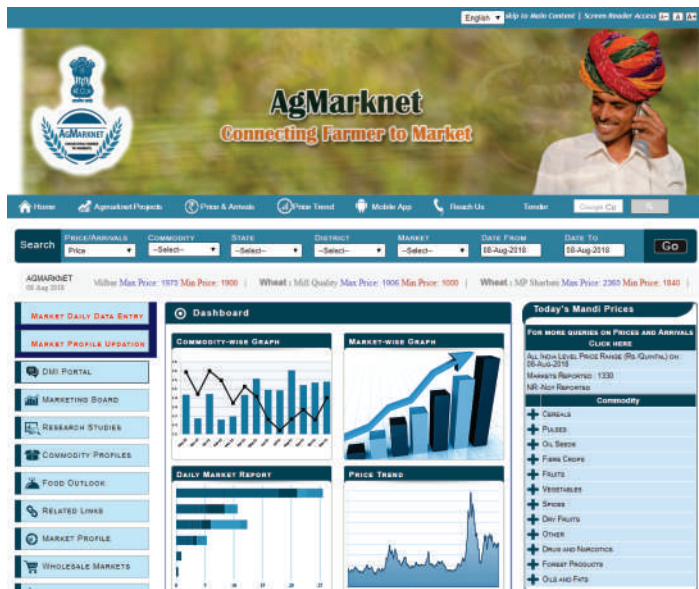 English
Skip to Main Content | Screen Reader Access A- A A+
AGMARKNET
AgMarknet
Connecting Farmer to Market
Home
Agmarknet Projects
Price & Arrivals
Price Trend
Mobile App
Reach Us
Tender
Search
PRICE/ARRIVALS
Price
COMMODITY
--Select--
STATE
--Select--
DISTRICT
--Select--
MARKET
--Select--
DATE FROM
08-Aug-2018
DATE TO
08-Aug-2018
Go
AGMARKNET
08 Aug 2018
Milbar Max Price: 1975 Min Price: 1900 | Wheat : Mill Quality Max Price: 1906 Min Price: 1000 | Wheat : MP Sharbati Max Price: 2360 Min Price: 1840 |
MARKET DAILY DATA ENTRY
MARKET PROFILE UPDATION
DMI PORTAL
MARKETING BOARD
RESEARCH STUDIES
COMMODITY PROFILES
FOOD OUTLOOK
RELATED LINKS
MARKET PROFILE
WHOLESALE MARKETS
Dashboard
COMMODITY-WISE GRAPH
MARKET-WISE GRAPH
DAILY MARKET REPORT
PRICE TREND
Today's Mandi Prices
FOR MORE QUERIES ON PRICES AND ARRIVALS
CLICK HERE
ALL INDIA LEVEL PRICE RANGE (RS./QUINTAL) ON :
08-AUG-2018
MARKETS REPORTED : 1330
NR -NOT REPORTED
Commodity
CEREALS
PULSES
OIL SEEDS
FIBRE CROPS
FRUITS
VEGETABLES
SPICES
DRY FRUITS
OTHER
DRUG AND NARCOTICS
FOREST PRODUCTS
OILS AND FATS